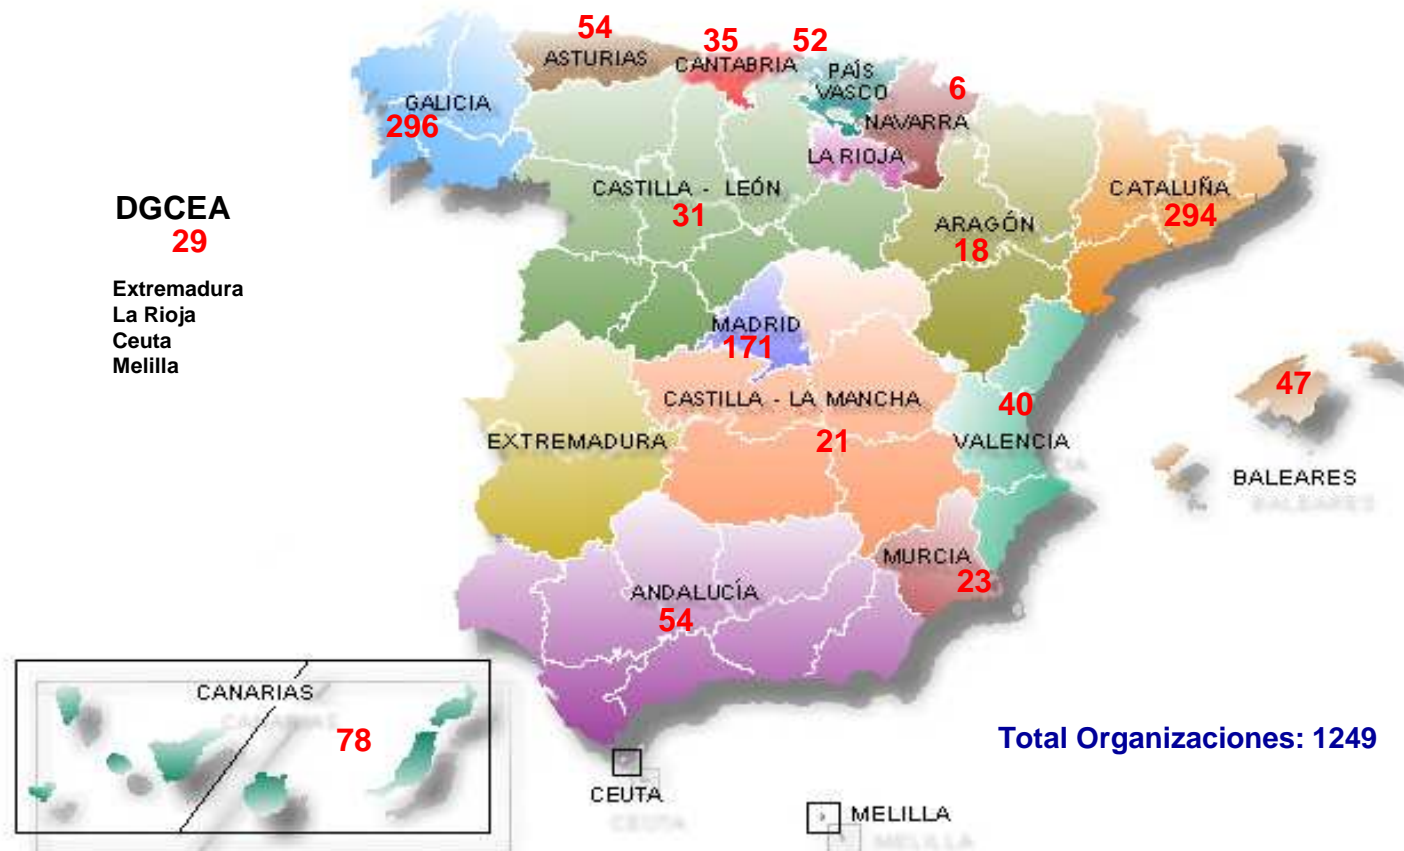 54
35
52
ASTURIAS
CANTABRIA
PAÍS
VASCO
6
GALICIA
296
NAVARRA
LA RIOJA
CASTILLA - LEÓN
31
CATALUÑA
294
DGCEA
29
ARAGÓN
18
Extremadura
La Rioja
Ceuta
Melilla
MADRID
171
47
CASTILLA - LA MANCHA
40
21
EXTREMADURA
VALENCIA
BALEARES
MURCIA
23
ANDALUCÍA
54
CANARIAS
78
Total Organizaciones: 1249
CEUTA
MELILLA